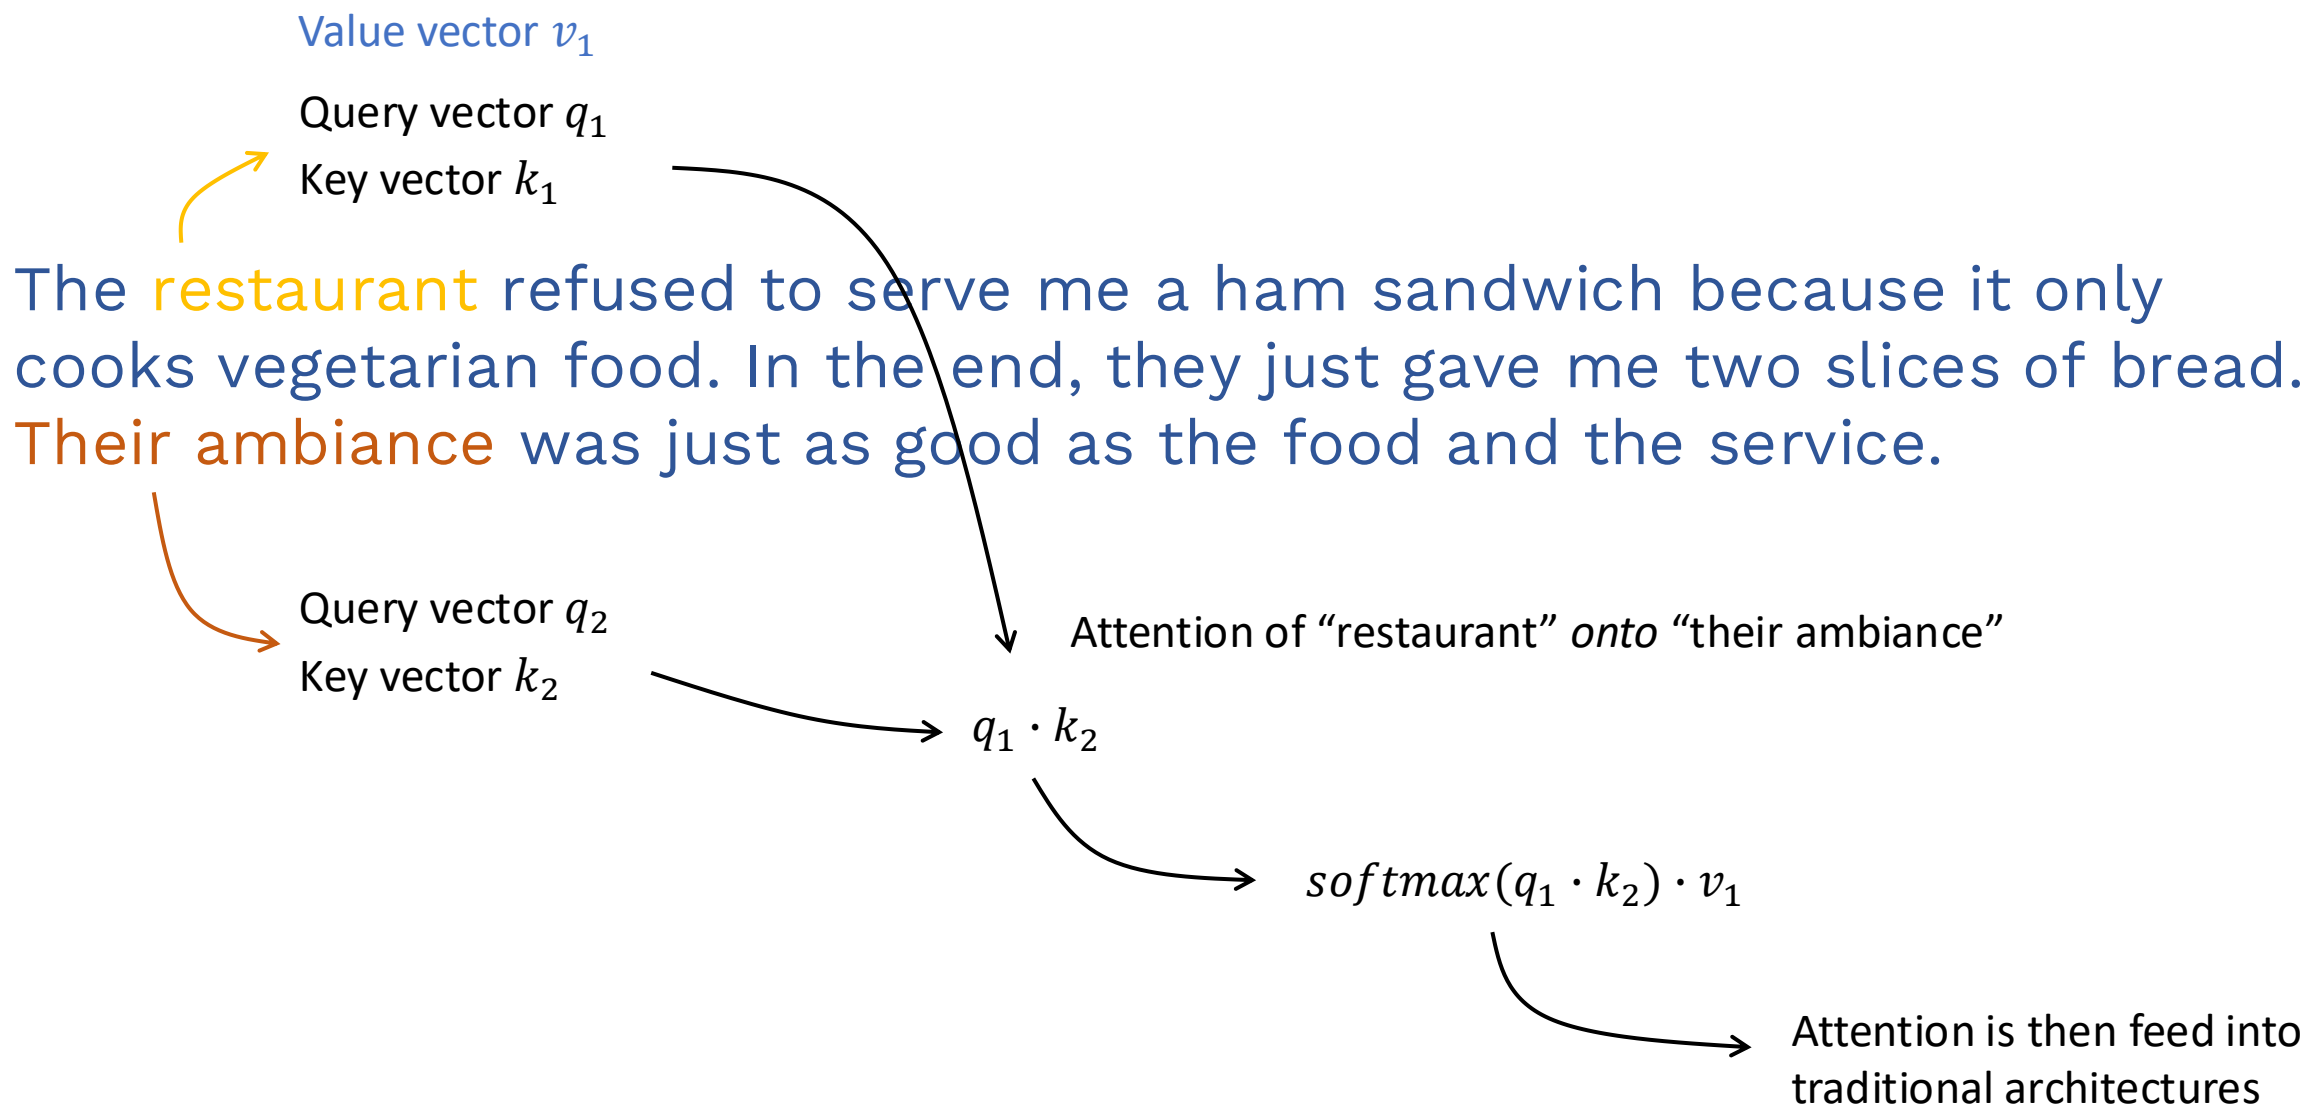 Value vector v₁
Query vector q₁
Key vector k₁
The restaurant refused to serve me a ham sandwich because it only
cooks vegetarian food. In the end, they just gave me two slices of bread.
Their ambiance was just as good as the food and the service.
Query vector q₂
Key vector k₂
Attention of “restaurant” onto “their ambiance”
q₁ · k₂
softmax(q₁ · k₂) · v₁
Attention is then feed into
traditional architectures